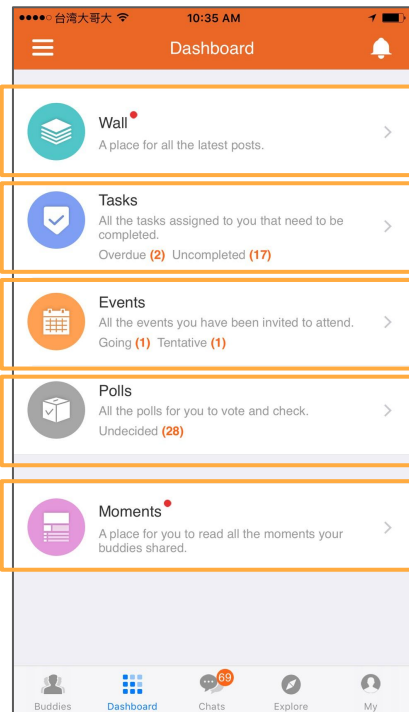 台湾大哥大 10:35 AM
Dashboard
Wall
A place for all the latest posts.
Tasks
All the tasks assigned to you that need to be
completed.
Overdue (2) Uncompleted (17)
Events
All the events you have been invited to attend.
Going (1) Tentative (1)
Polls
All the polls for you to vote and check.
Undecided (28)
Moments
A place for you to read all the moments your
buddies shared.
69
Buddies Dashboard Chats Explore My